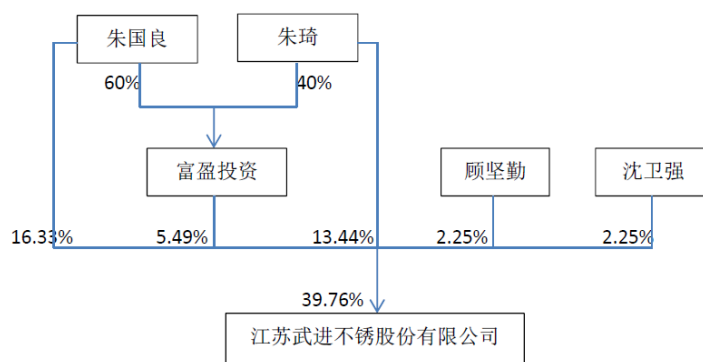 朱国良
朱琦
60%
40%
富盈投资
顾坚勤
沈卫强
16.33%
5.49%
13.44%
2.25%
2.25%
39.76%
江苏武进不锈股份有限公司